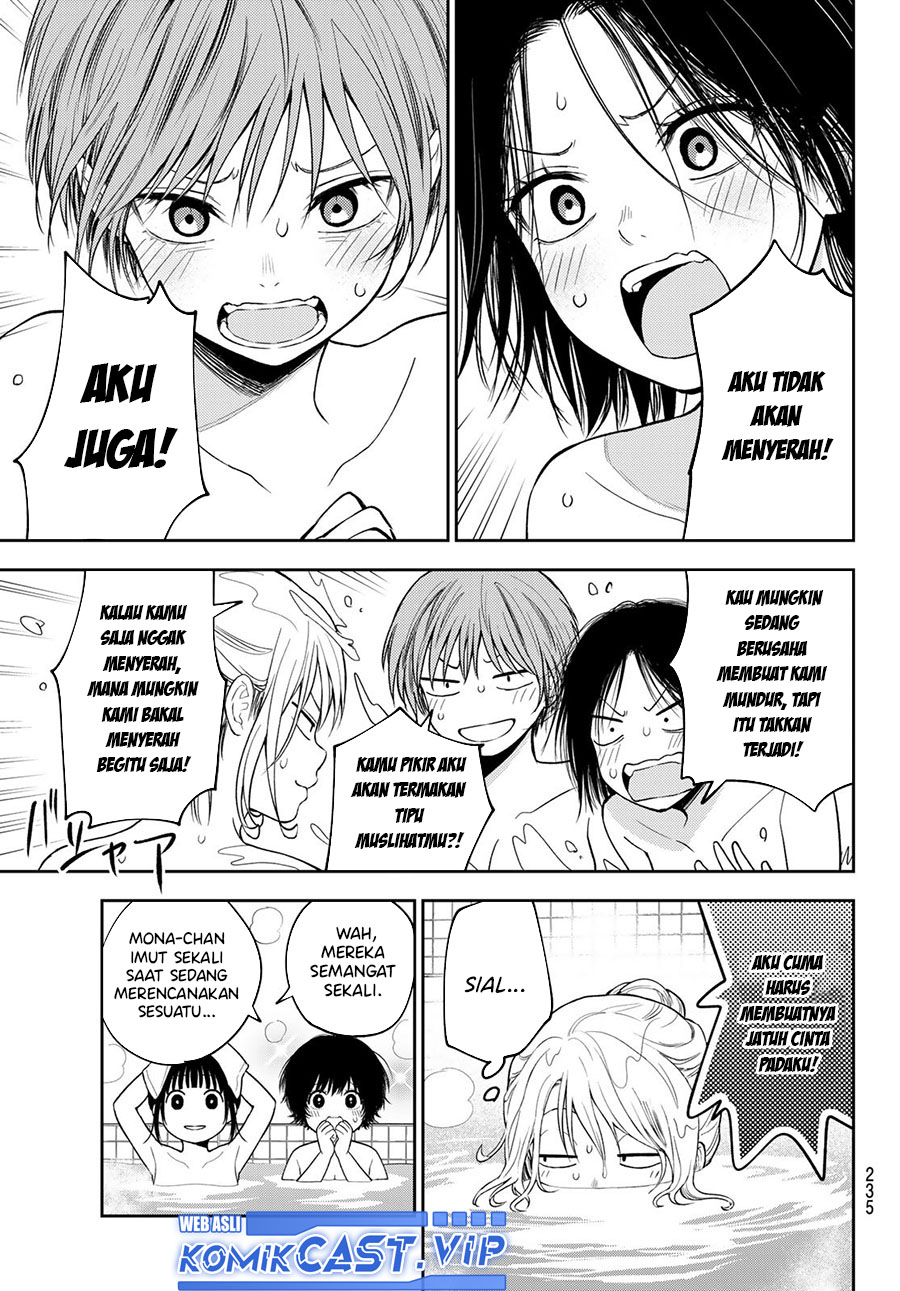 AKU TIDAK
AKAN
MENYERAH!
AKU
JUGA!
KAU MUNGKIN
SEDANG
BERUSAHA
MEMBUAT KAMI
MUNDUR, TAPI
ITU TAKKAN
TERJADI!
KAMU PIKIR AKU
AKAN TERMAKAN
TIPU
MUSLIHATMU?!
KALAU KAMU
SAJA NGGAK
MENYERAH,
MANA MUNGKIN
KAMI BAKAL
MENYERAH
BEGITU SAJA!
バシャア
AKU CUMA
HARUS
MEMBUATNYA
JATUH CINTA
PADAKU!
SIAL...
WAH,
MEREKA
SEMANGAT
SEKALI.
MONA-CHAN
IMUT SEKALI
SAAT SEDANG
MERENCANAKAN
SESUATU...
235
WEB ASLI
KOMIKCAST.VIP